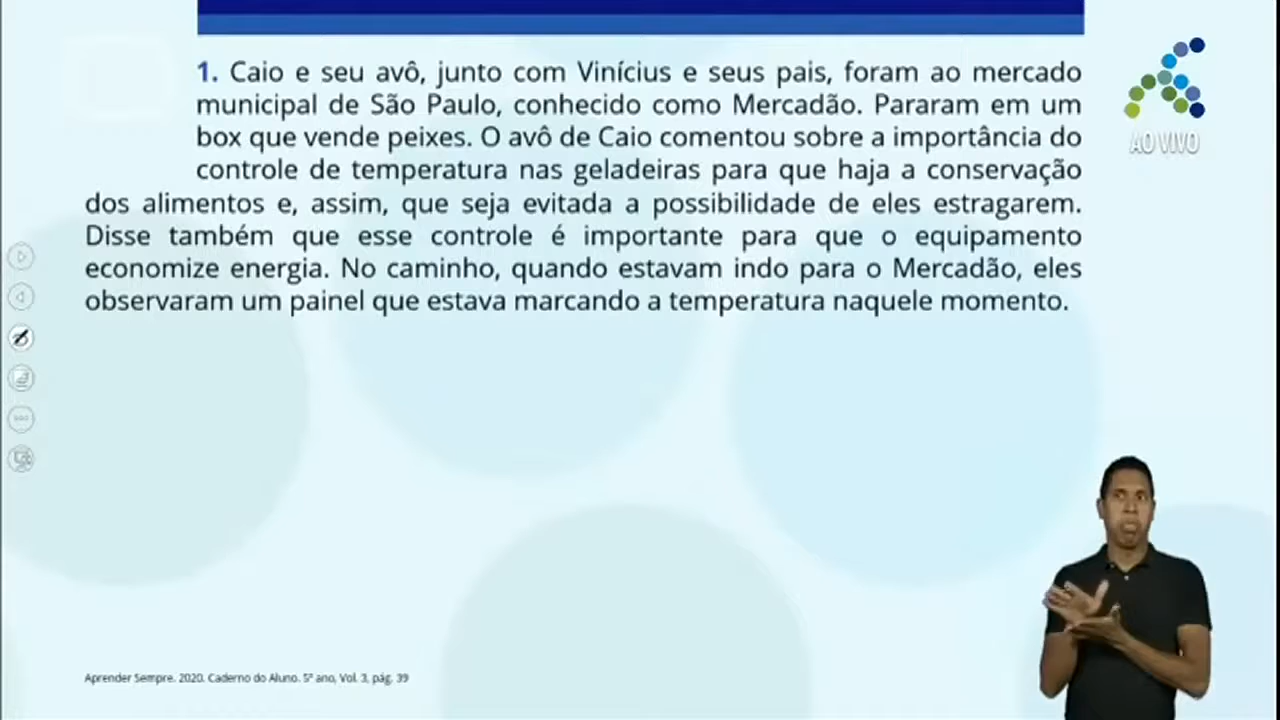 1. Caio e seu avô, junto com Vinícius e seus pais, foram ao mercado
municipal de São Paulo, conhecido como Mercadão. Pararam em um
box que vende peixes. O avô de Caio comentou sobre a importância do
controle de temperatura nas geladeiras para que haja a conservação
dos alimentos e, assim, que seja evitada a possibilidade de eles estragarem.
Disse também que esse controle é importante para que o equipamento
economize energia. No caminho, quando estavam indo para o Mercadão, eles
observaram um painel que estava marcando a temperatura naquele momento.
AO VIVO
Aprender Sempre. 2020. Caderno do Aluno. 5º ano, Vol. 3, pág. 39